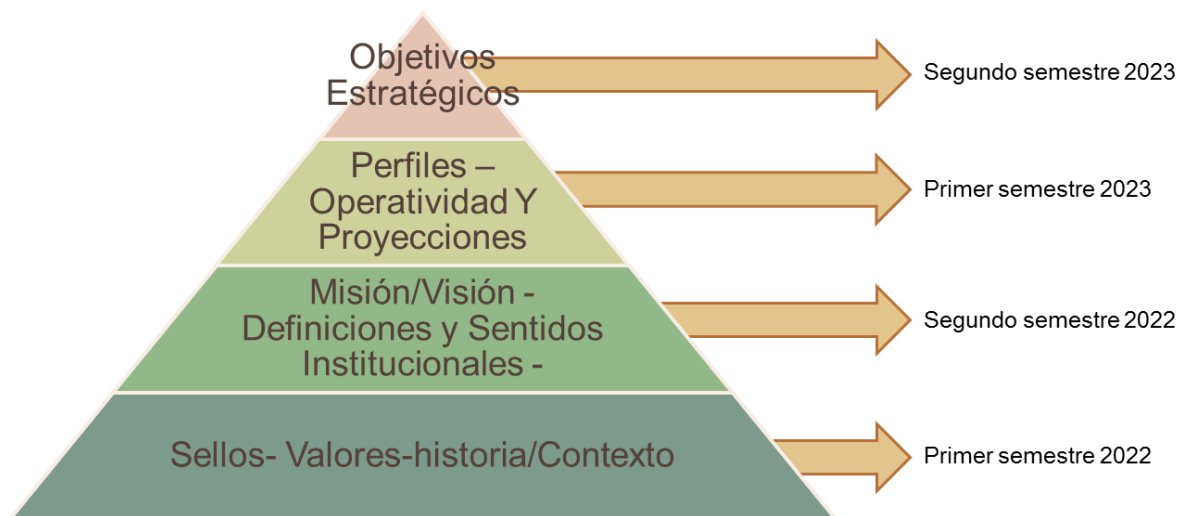 Objetivos
Estratégicos
Segundo semestre 2023
Perfiles –
Operatividad Y
Proyecciones
Primer semestre 2023
Misión/Visión -
Definiciones y Sentidos
Institucionales -
Segundo semestre 2022
Sellos- Valores-historia/Contexto
Primer semestre 2022